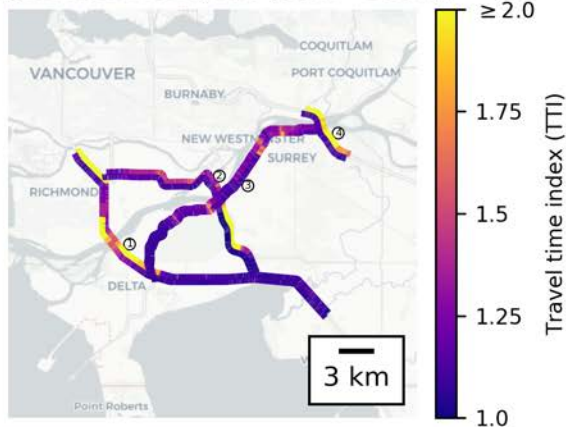 COQUITLAM
VANCOUVER
PORT COQUITLAM
BURNABY
NEW WESTMINSTER
④
SURREY
②
③
RICHMOND
①
DELTA
3 km
Point Roberts
≥ 2.0
1.75
1.5
1.25
1.0
Travel time index (TTI)